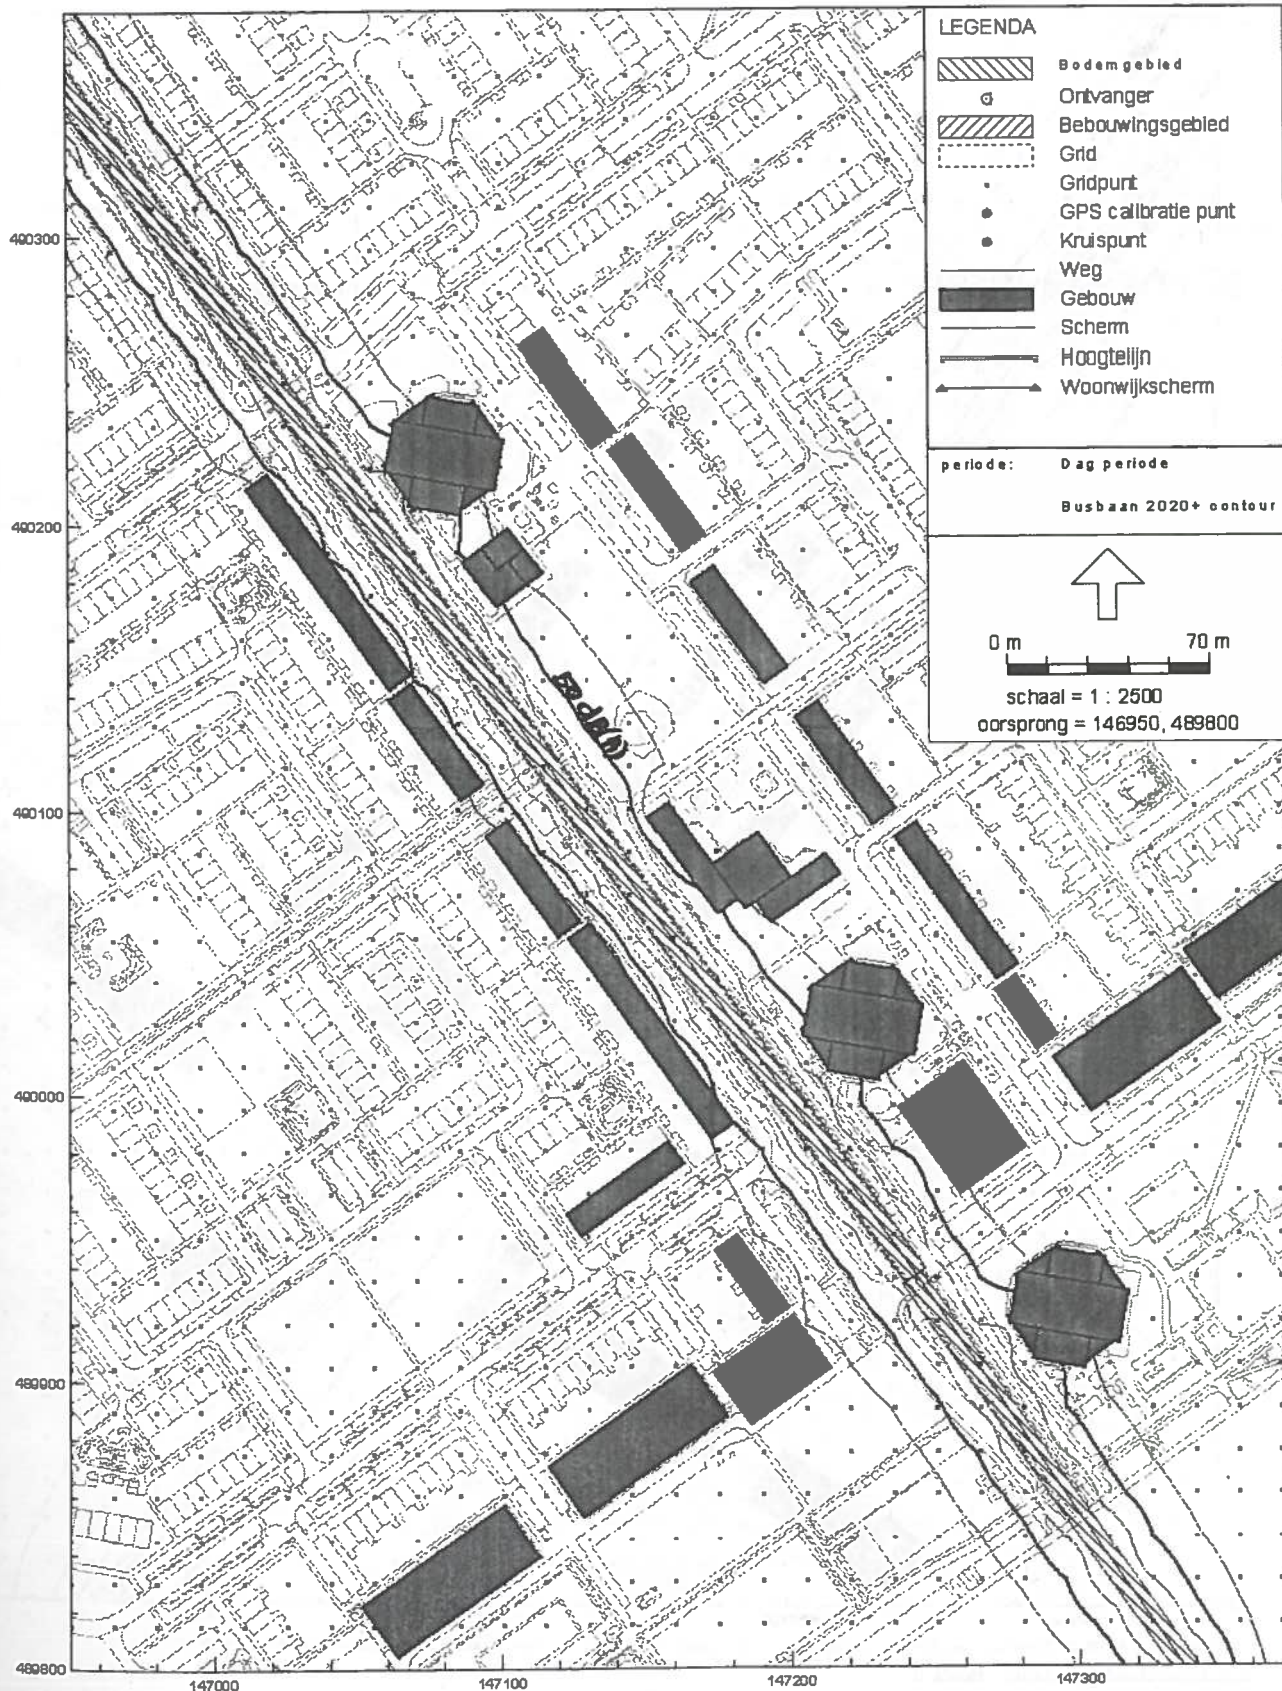 LEGENDA
Bodemgebied
Ontvanger
Bebouwingsgebied
Grid
Gridpunt
GPS calibratie punt
Kruispunt
Weg
Gebouw
Scherm
Hoogtelijn
Woonwijkscherm
periode: Dag periode
Busbaan 2020+ contour
0 m 70 m
schaal = 1 : 2500
oorsprong = 146950, 489800
490300
490200
490100
490000
489900
489800
147000 147100 147200 147300